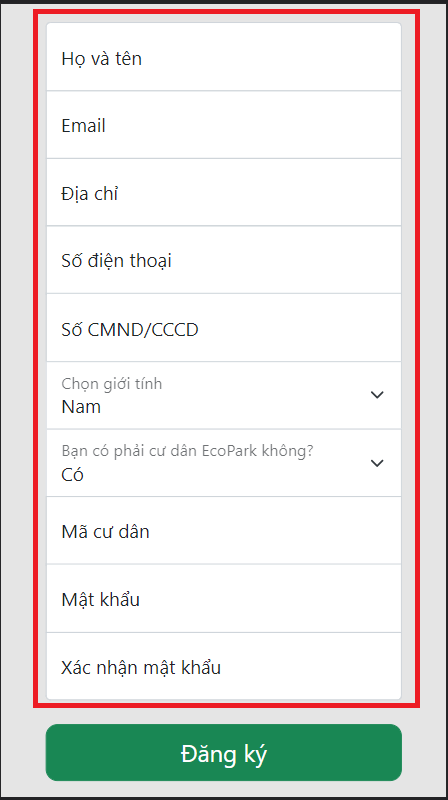 Họ và tên
Email
Địa chỉ
Số điện thoại
Số CMND/CCCD
Chọn giới tính
Nam
Bạn có phải cư dân EcoPark không?
Có
Mã cư dân
Mật khẩu
Xác nhận mật khẩu
Đăng ký